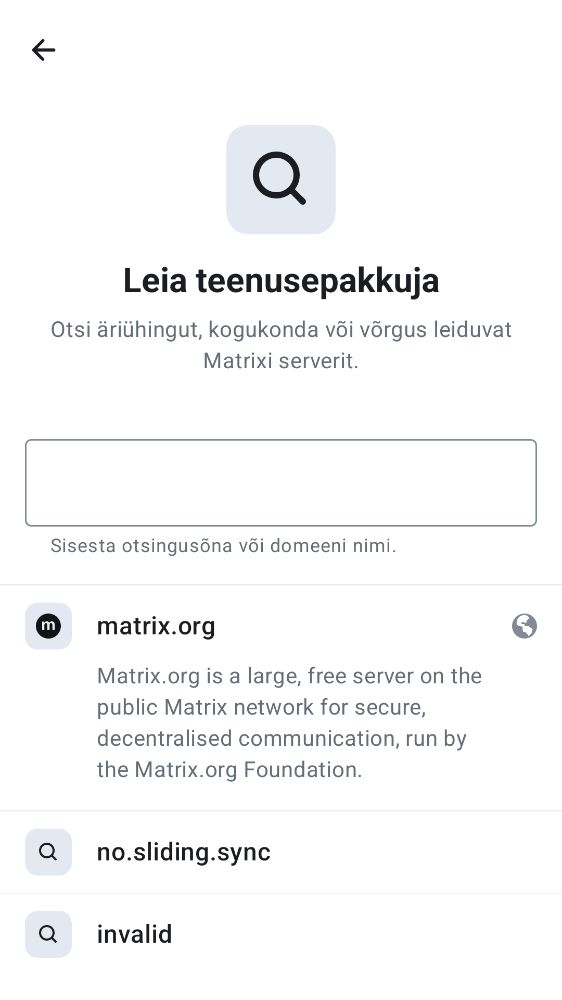 Leia teenusepakkuja
Otsi äriühingut, kogukonda või võrgus leiduvat
Matrixi serverit.
Sisesta otsingusõna või domeeni nimi.
m
matrix.org
Matrix.org is a large, free server on the
public Matrix network for secure,
decentralised communication, run by
the Matrix.org Foundation.
no.sliding.sync
invalid